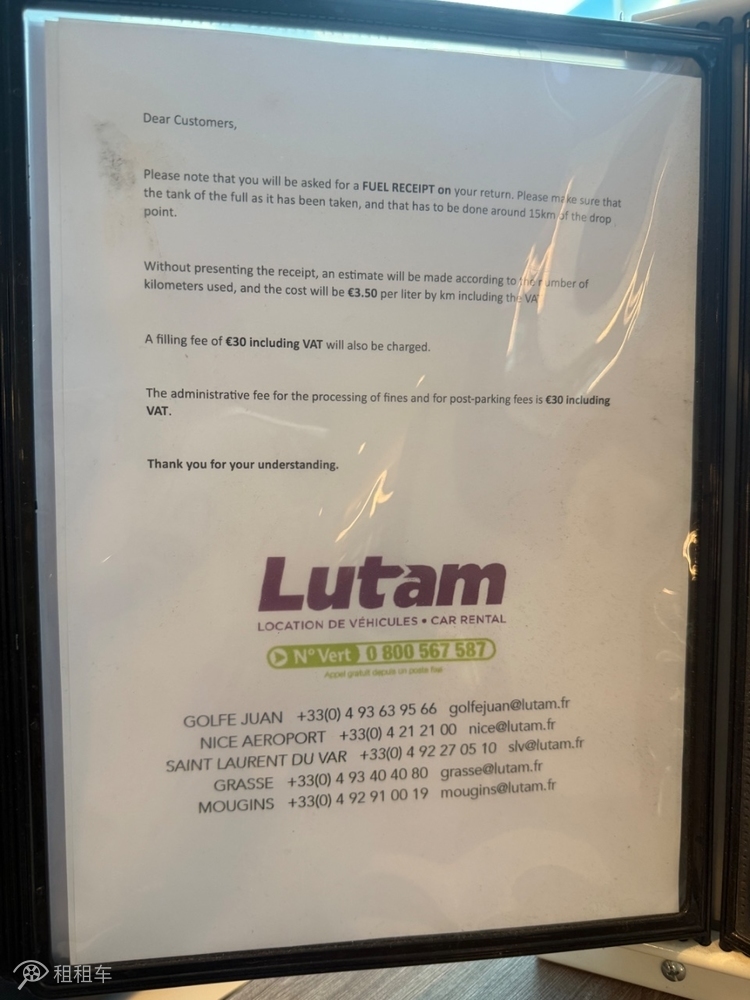 Dear Customers,
Please note that you will be asked for a FUEL RECEIPT on your return. Please make sure that
the tank of the full as it has been taken, and that has to be done around 15km of the drop
point.
Without presenting the receipt, an estimate will be made according to the number of
kilometers used, and the cost will be €3.50 per liter by km including the VAT
A filling fee of €30 including VAT will also be charged.
The administrative fee for the processing of fines and for post-parking fees is €30 including
VAT.
Thank you for your understanding.
Lutam
LOCATION DE VÉHICULES • CAR RENTAL
N° Vert 0 800 567 587
Appel gratuit depuis un poste fixe
GOLFE JUAN +33(0) 4 93 63 95 66 golfejuan@lutam.fr
NICE AEROPORT +33(0) 4 21 21 00 nice@lutam.fr
SAINT LAURENT DU VAR +33(0) 4 92 27 05 10 slv@lutam.fr
GRASSE +33(0) 4 93 40 40 80 grasse@lutam.fr
MOUGINS +33(0) 4 92 91 00 19 mougins@lutam.fr
租租车